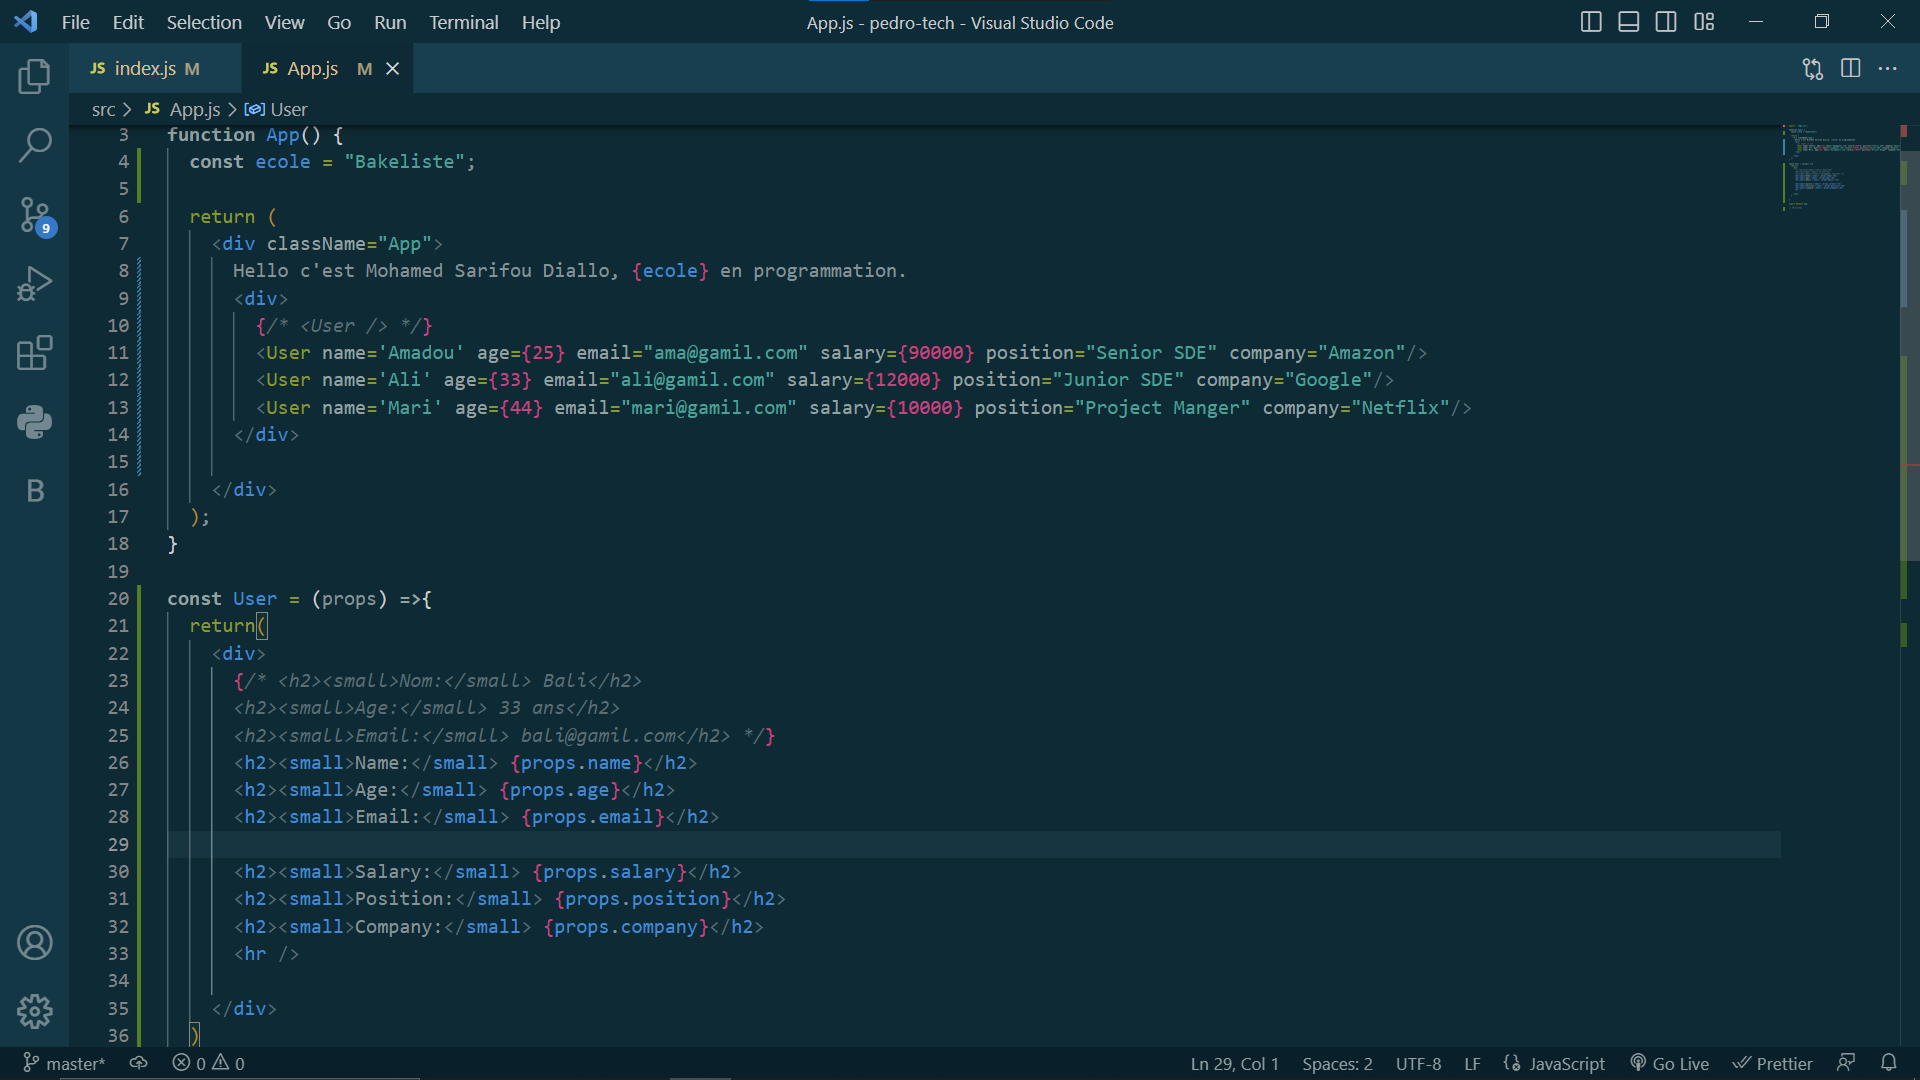 File Edit Selection View Go Run Terminal Help App.js - pedro-tech - Visual Studio Code
JS index.js M JS App.js M
src > JS App.js > User
3 function App() {
4 const ecole = "Bakeliste";
5
6 return (
7 <div className="App">
8 Hello c'est Mohamed Sarifou Diallo, {ecole} en programmation.
9 <div>
10 {/* <User /> */}
11 <User name='Amadou' age={25} email="ama@gamil.com" salary={90000} position="Senior SDE" company="Amazon"/>
12 <User name='Ali' age={33} email="ali@gamil.com" salary={12000} position="Junior SDE" company="Google"/>
13 <User name='Mari' age={44} email="mari@gamil.com" salary={10000} position="Project Manger" company="Netflix"/>
14 </div>
15
16 </div>
17 );
18 }
19
20 const User = (props) =>{
21 return(
22 <div>
23 {/* <h2><small>Nom:</small> Bali</h2>
24 <h2><small>Age:</small> 33 ans</h2>
25 <h2><small>Email:</small> bali@gamil.com</h2> */}
26 <h2><small>Name:</small> {props.name}</h2>
27 <h2><small>Age:</small> {props.age}</h2>
28 <h2><small>Email:</small> {props.email}</h2>
29
30 <h2><small>Salary:</small> {props.salary}</h2>
31 <h2><small>Position:</small> {props.position}</h2>
32 <h2><small>Company:</small> {props.company}</h2>
33 <hr />
34
35 </div>
36 )
9
B
master* 0 0 Ln 29, Col 1 Spaces: 2 UTF-8 LF JavaScript Go Live Prettier